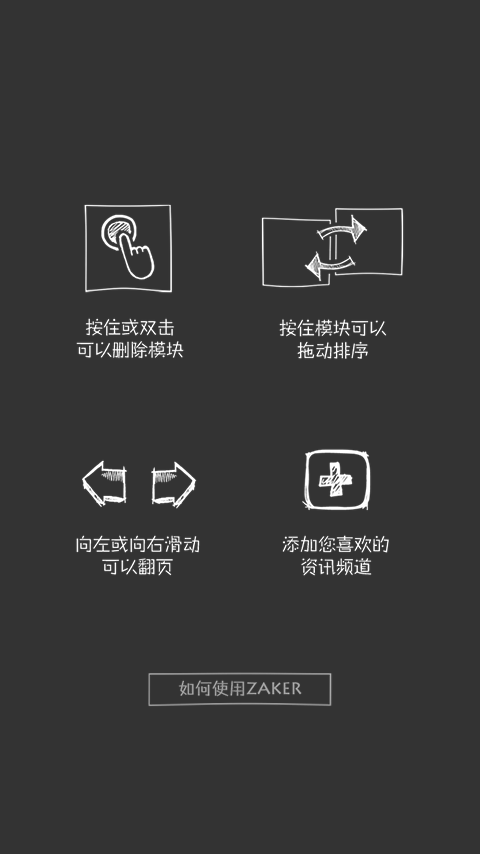 按住或双击
可以删除模块
按住模块可以
拖动排序
向左或向右滑动
可以翻页
添加您喜欢的
资讯频道
如何使用ZAKER